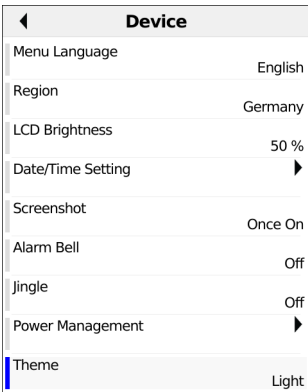 Device
Menu Language
English
Region
Germany
LCD Brightness
50 %
Date/Time Setting
Screenshot
Once On
Alarm Bell
Off
Jingle
Off
Power Management
Theme
Light